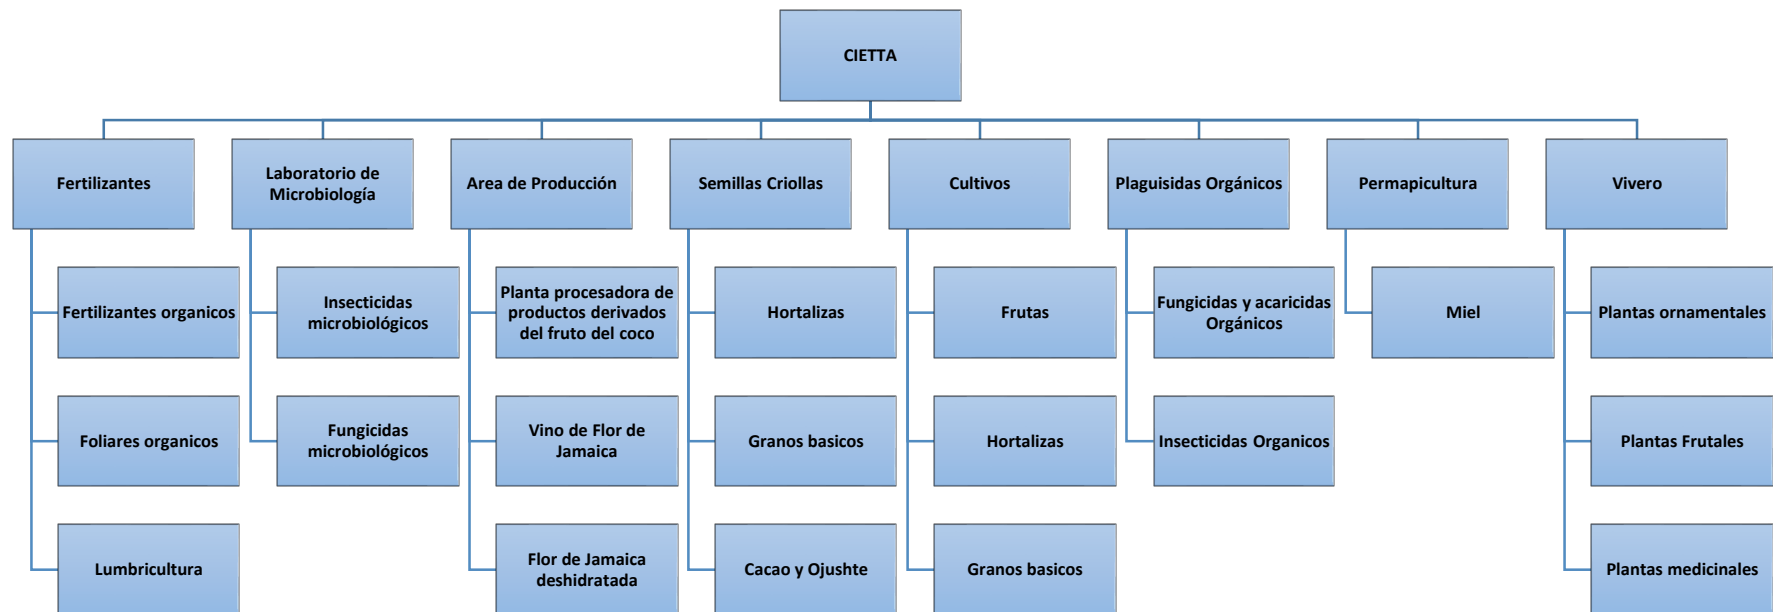 CIETTA
Fertilizantes
Laboratorio de
Microbiología
Area de Producción
Semillas Criollas
Cultivos
Plaguisidas Orgánicos
Permapicultura
Vivero
Fertilizantes organicos
Insecticidas
microbiológicos
Planta procesadora de
productos derivados
del fruto del coco
Hortalizas
Frutas
Fungicidas y acaricidas
Orgánicos
Miel
Plantas ornamentales
Foliares organicos
Fungicidas
microbiológicos
Vino de Flor de
Jamaica
Granos basicos
Hortalizas
Insecticidas Organicos
Plantas Frutales
Lumbricultura
Flor de Jamaica
deshidratada
Cacao y Ojushte
Granos basicos
Plantas medicinales